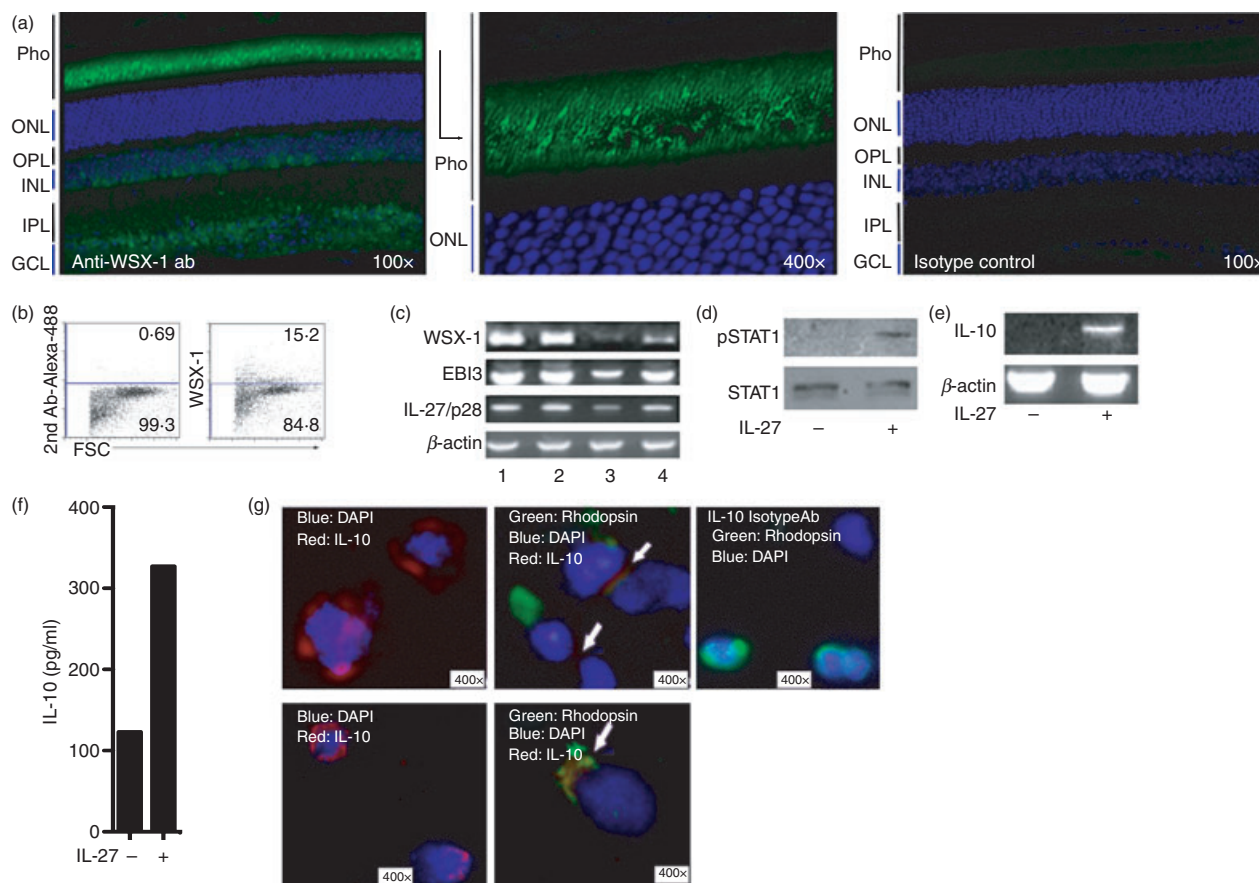 (a)
Pho
ONL
OPL
INL
IPL
GCL
Anti-WSX-1 ab
100×
Pho
ONL
400×
ONL
OPL
INL
IPL
GCL
Pho
Isotype control
100×
(b)
2nd Ab-Alexa-488
0·69
99·3
FSC
WSX-1
15·2
84·8
(c)
WSX-1
EBI3
IL-27/p28
β-actin
1 2 3 4
(d)
pSTAT1
STAT1
IL-27 – +
(e)
IL-10
β-actin
IL-27 – +
(f)
IL-10 (pg/ml)
400
300
200
100
0
IL-27 – +
(g)
Blue: DAPI
Red: IL-10
400×
Green: Rhodopsin
Blue: DAPI
Red: IL-10
400×
IL-10 IsotypeAb
Green: Rhodopsin
Blue: DAPI
400×
Blue: DAPI
Red: IL-10
400×
Green: Rhodopsin
Blue: DAPI
Red: IL-10
400×